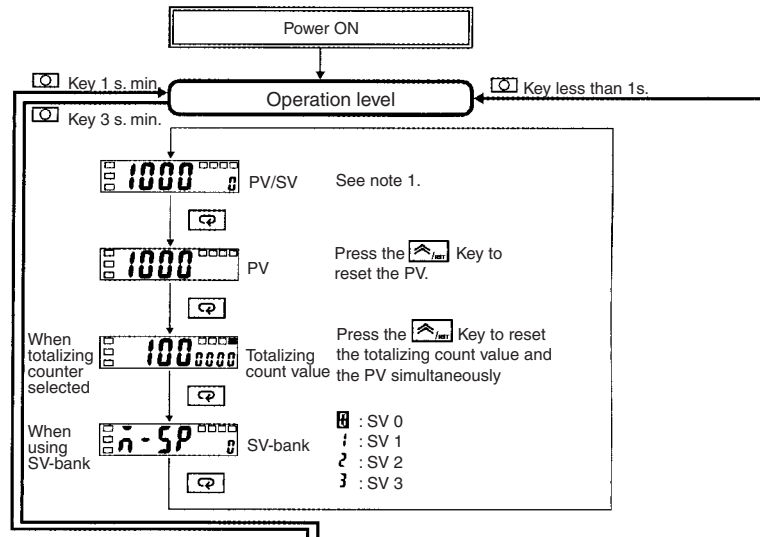 Power ON
Key 1 s. min.
Operation level
Key less than 1s.
Key 3 s. min.
1000 0
PV/SV
See note 1.
1000
PV
Press the /RST Key to
reset the PV.
When
totalizing
counter
selected
100 0000
Totalizing
count value
Press the /RST Key to reset
the totalizing count value and
the PV simultaneously
When
using
SV-bank
- SP 0
SV-bank
: SV 0
1 : SV 1
2 : SV 2
3 : SV 3